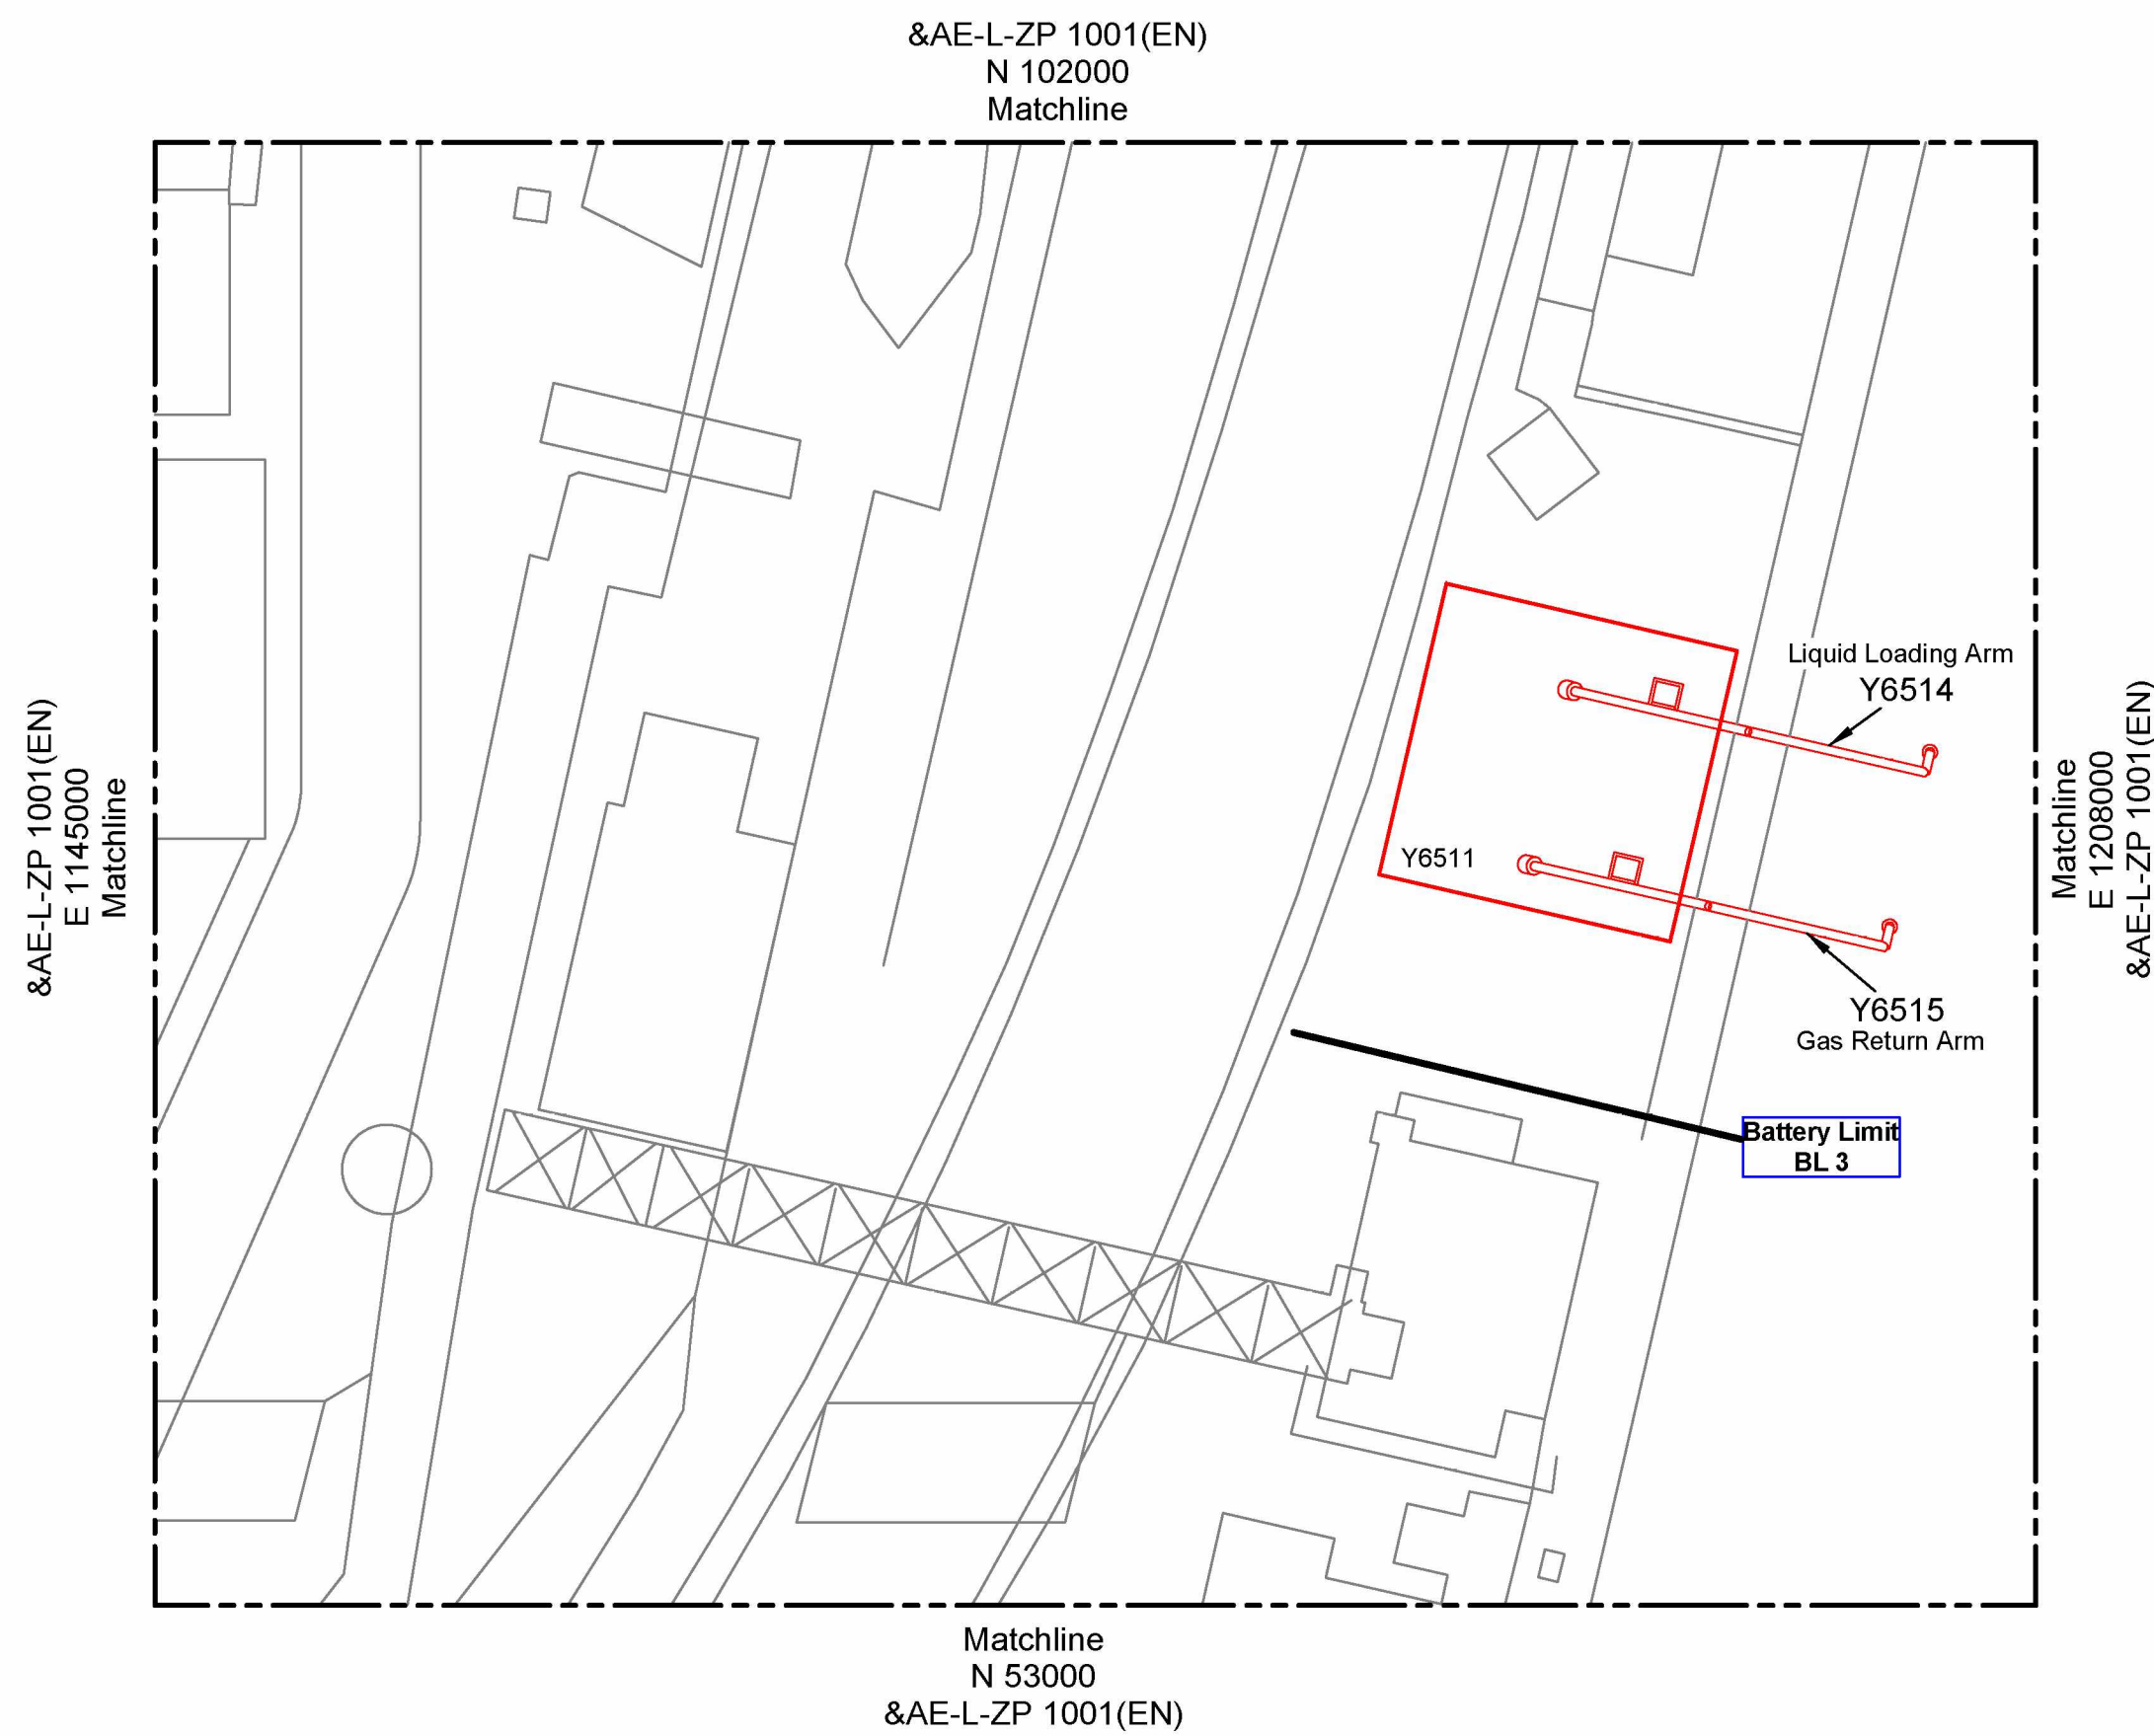 &AE-L-ZP 1001(EN)
N 102000
Matchline
&AE-L-ZP 1001(EN)
E 1145000
Matchline
Liquid Loading Arm
Y6514
Y6511
Y6515
Gas Return Arm
Battery Limit
BL 3
Matchline
E 1208000
&AE-L-ZP 1001(EN)
Matchline
N 53000
&AE-L-ZP 1001(EN)